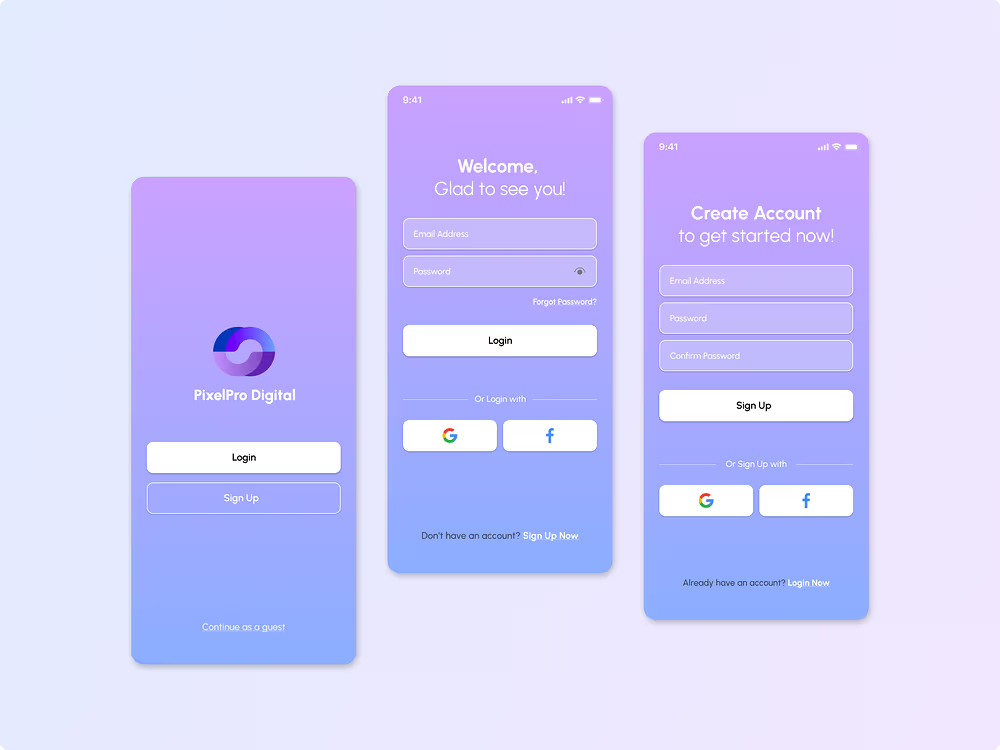 PixelPro Digital
Login
Sign Up
Continue as a guest
9:41
Welcome,
Glad to see you!
Email Address
Password
Forgot Password?
Login
Or Login with
Don't have an account? Sign Up Now
9:41
Create Account
to get started now!
Email Address
Password
Confirm Password
Sign Up
Or Sign Up with
Already have an account? Login Now